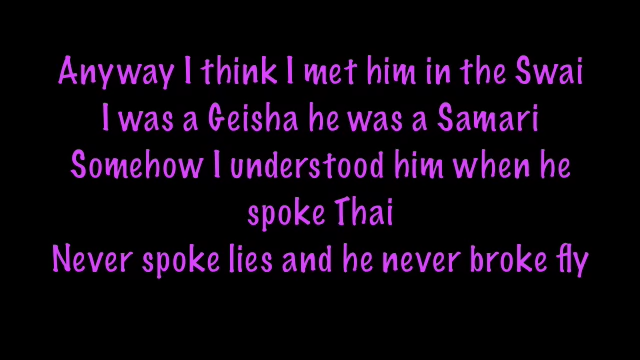 Anyway I think I met him in the Swai
I was a Geisha he was a Samari
Somehow I understood him when he
spoke Thai
Never spoke lies and he never broke fly